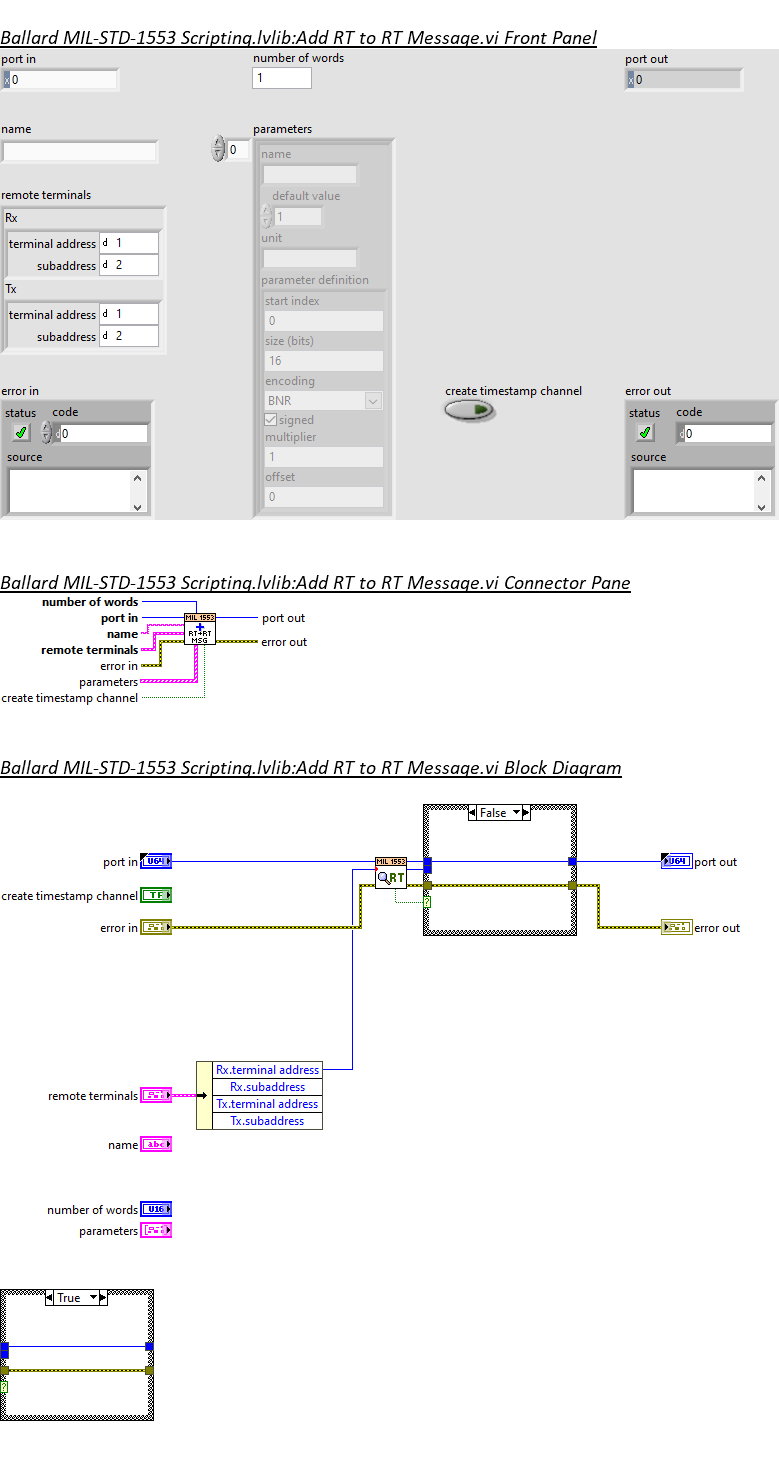 Ballard MIL-STD-1553 Scripting.lvlib:Add RT to RT Message.vi Front Panel
port in
x 0
number of words
1
port out
x 0
name
0
parameters
name
default value
1
unit
parameter definition
start index
0
size (bits)
16
encoding
BNR
signed
multiplier
1
offset
0
remote terminals
Rx
terminal address d 1
subaddress d 2
Tx
terminal address d 1
subaddress d 2
error in
status code
d 0
source
create timestamp channel
error out
status code
d 0
source
Ballard MIL-STD-1553 Scripting.lvlib:Add RT to RT Message.vi Connector Pane
number of words
port in
name
remote terminals
error in
parameters
create timestamp channel
MIL 1553
RT→RT
MSG
port out
error out
Ballard MIL-STD-1553 Scripting.lvlib:Add RT to RT Message.vi Block Diagram
False
port in U64
MIL 1553
RT
U64 port out
create timestamp channel TF
error in
?
error out
remote terminals
Rx.terminal address
Rx.subaddress
Tx.terminal address
Tx.subaddress
name abc
number of words U16
parameters
True
?